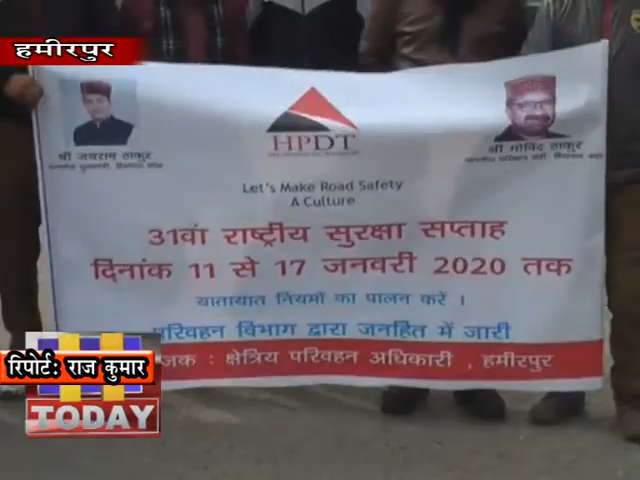 हमीरपुर
श्री जयराम ठाकुर
HPDT
श्री गोविंद ठाकुर
Let's Make Road Safety
A Culture
31वां राष्ट्रीय सुरक्षा सप्ताह
दिनांक 11 से 17 जनवरी 2020 तक
यातायात नियमों का पालन करें ।
परिवहन विभाग द्वारा जनहित में जारी
जक : क्षेत्रिय परिवहन अधिकारी , हमीरपुर
रिपोर्ट: राज कुमार
TODAY